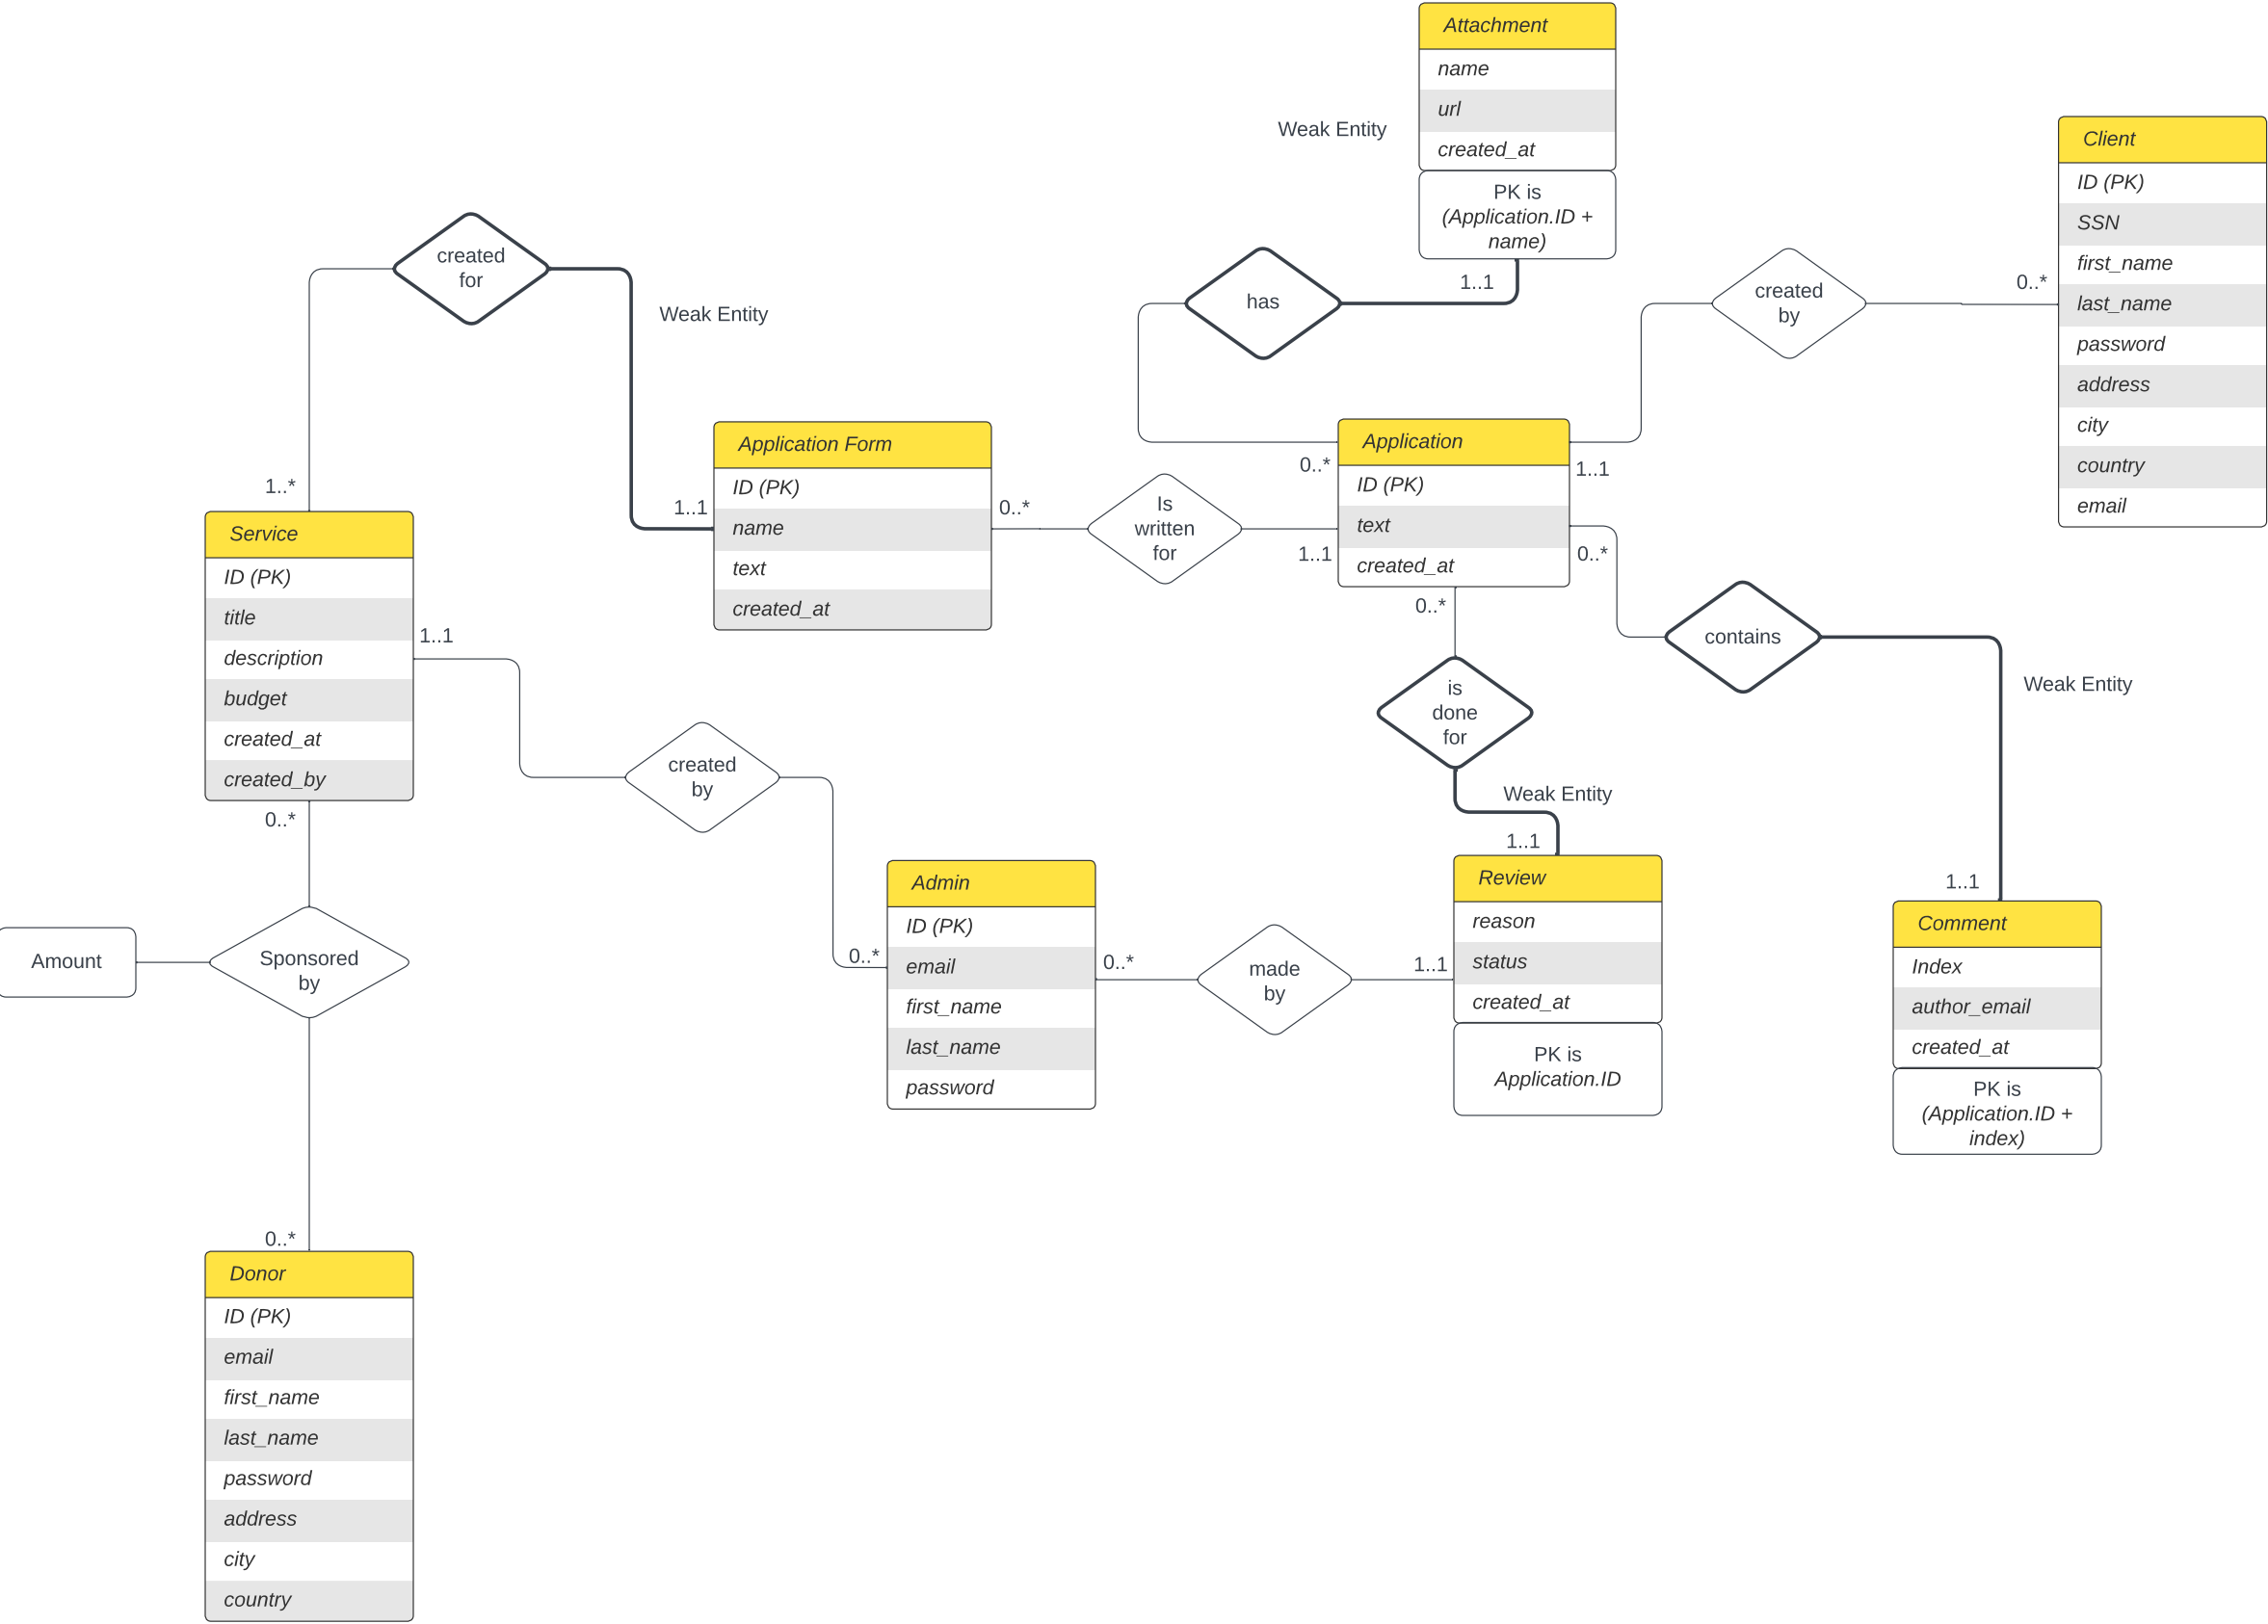 Attachment
name
url
created_at
PK is
(Application.ID +
name)
Weak Entity
Client
ID (PK)
SSN
first_name
last_name
password
address
city
country
email
created
for
Weak Entity
1..*
1..1
has
1..1
0..*
created
by
0..*
1..1
Application Form
ID (PK)
name
text
created_at
0..*
Is
written
for
1..1
Application
ID (PK)
text
created_at
0..*
0..*
contains
Weak Entity
1..1
Service
ID (PK)
title
description
budget
created_at
created_by
1..1
created
by
0..*
is
done
for
Weak Entity
1..1
0..*
Amount
Sponsored
by
0..*
Admin
ID (PK)
email
first_name
last_name
password
0..*
made
by
1..1
Review
reason
status
created_at
PK is
Application.ID
Comment
Index
author_email
created_at
PK is
(Application.ID +
index)
Donor
ID (PK)
email
first_name
last_name
password
address
city
country